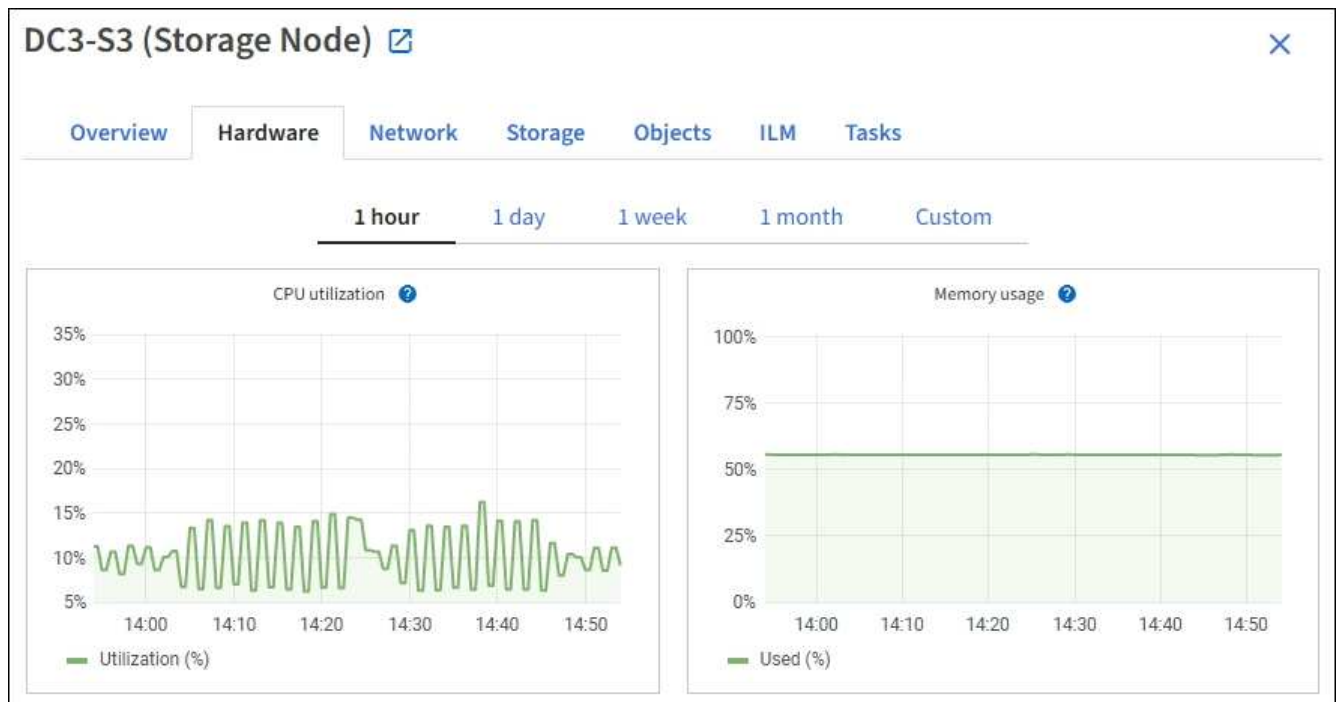 DC3-S3 (Storage Node)
Overview Hardware Network Storage Objects ILM Tasks
1 hour 1 day 1 week 1 month Custom
CPU utilization ?
35%
30%
25%
20%
15%
10%
5%
14:00 14:10 14:20 14:30 14:40 14:50
Utilization (%)
Memory usage ?
100%
75%
50%
25%
0%
14:00 14:10 14:20 14:30 14:40 14:50
Used (%)